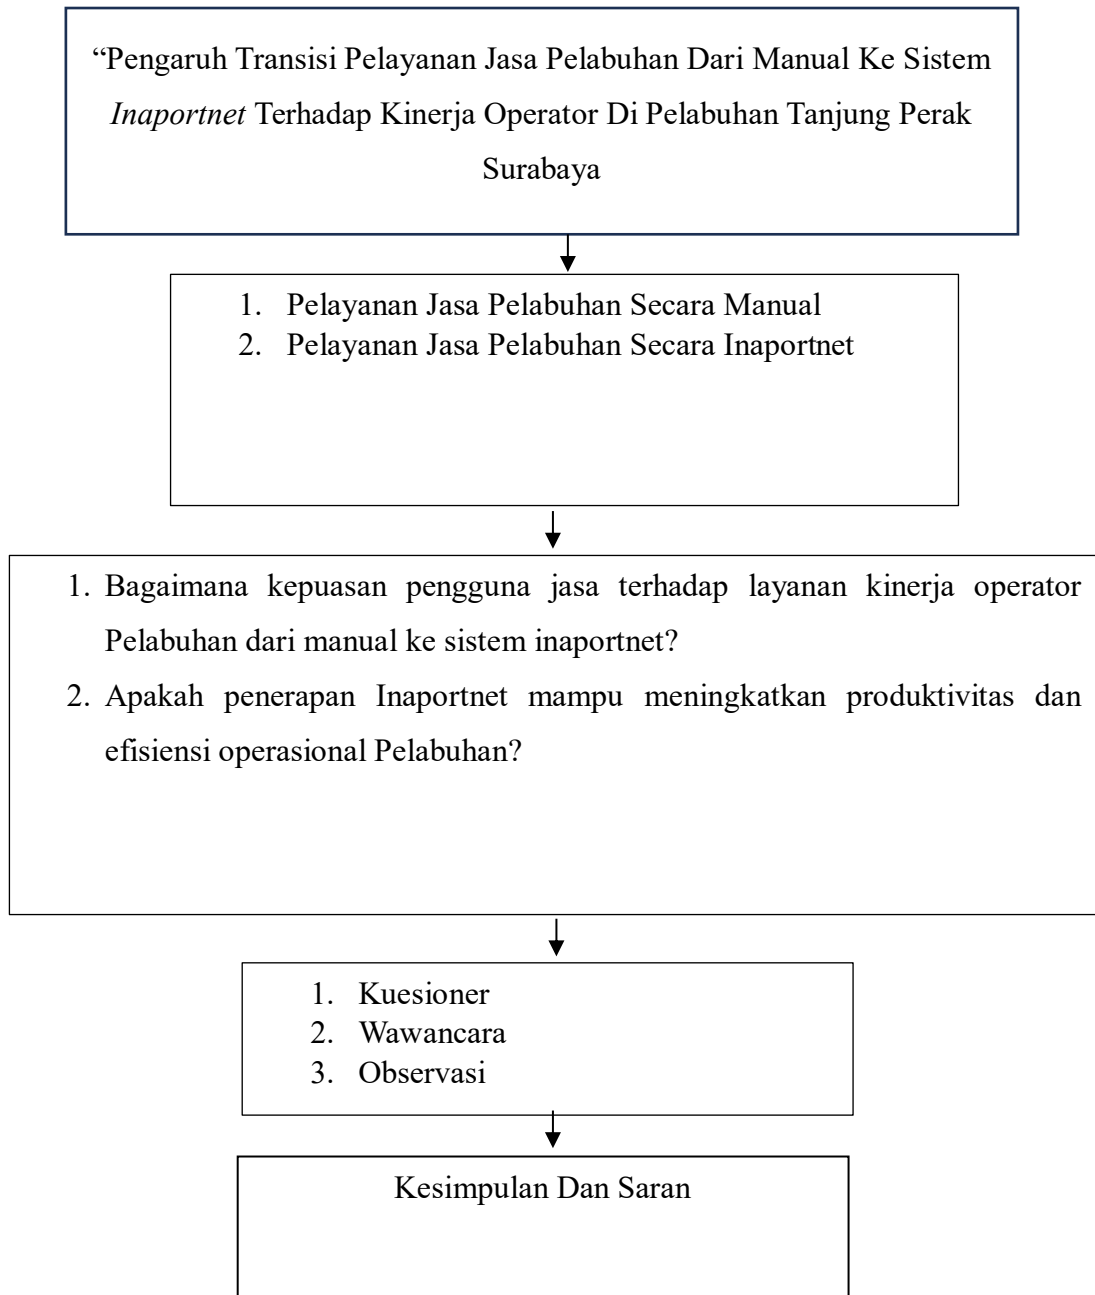 “Pengaruh Transisi Pelayanan Jasa Pelabuhan Dari Manual Ke Sistem
Inaportnet Terhadap Kinerja Operator Di Pelabuhan Tanjung Perak
Surabaya
1. Pelayanan Jasa Pelabuhan Secara Manual
2. Pelayanan Jasa Pelabuhan Secara Inaportnet
1. Bagaimana kepuasan pengguna jasa terhadap layanan kinerja operator
Pelabuhan dari manual ke sistem inaportnet?
2. Apakah penerapan Inaportnet mampu meningkatkan produktivitas dan
efisiensi operasional Pelabuhan?
1. Kuesioner
2. Wawancara
3. Observasi
Kesimpulan Dan Saran